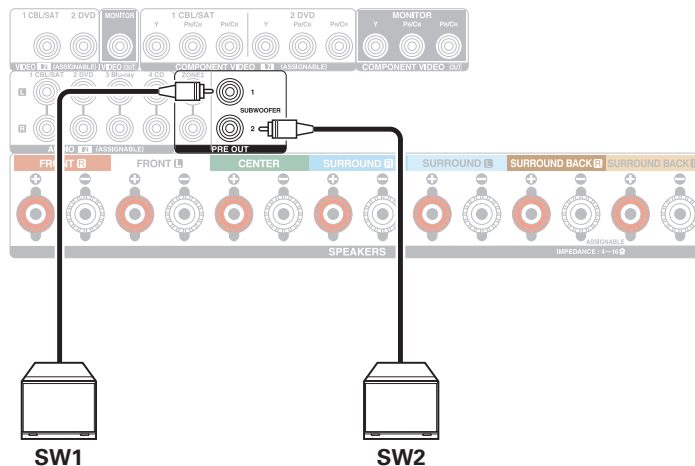 1 CBL/SAT 2 DVD MONITOR 1 CBL/SAT 2 DVD MONITOR
Y PB/CB PR/CR Y PB/CB PR/CR Y PB/CB PR/CR
VIDEO IN (ASSIGNABLE) VIDEO OUT COMPONENT VIDEO IN (ASSIGNABLE) COMPONENT VIDEO OUT
1 CBL/SAT 2 DVD 3 Blu-ray 4 CD ZONE2
L 1
SUBWOOFER
R 2
AUDIO IN (ASSIGNABLE) PRE OUT
FRONT R FRONT L CENTER SURROUND R SURROUND L SURROUND BACK R SURROUND BACK L
+ − + − + − + − + − + − + −
ASSIGNABLE
SPEAKERS IMPEDANCE : 4~16Ω
SW1 SW2